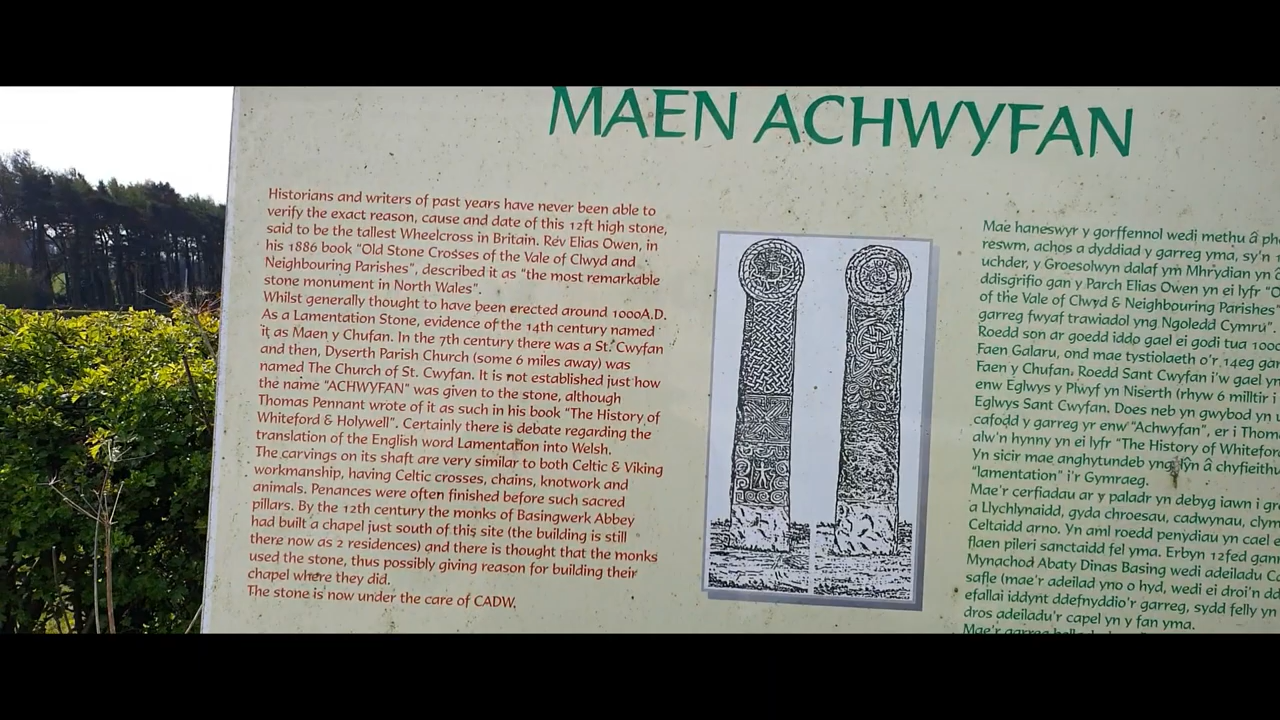 MAEN ACHWYFAN
Historians and writers of past years have never been able to
verify the exact reason, cause and date of this 12ft high stone,
said to be the tallest Wheelcross in Britain. Rev Elias Owen, in
his 1886 book "Old Stone Crosses of the Vale of Clwyd and
Neighbouring Parishes", described it as "the most remarkable
stone monument in North Wales".
Whilst generally thought to have been erected around 1000A.D.
As a Lamentation Stone, evidence of the 14th century named
it as Maen y Chufan. In the 7th century there was a St. Cwyfan
and then, Dyserth Parish Church (some 6 miles away) was
named The Church of St. Cwyfan. It is not established just how
the name "ACHWYFAN" was given to the stone, although
Thomas Pennant wrote of it as such in his book "The History of
Whiteford & Holywell". Certainly there is debate regarding the
translation of the English word Lamentation into Welsh.
The carvings on its shaft are very similar to both Celtic & Viking
workmanship, having Celtic crosses, chains, knotwork and
animals. Penances were often finished before such sacred
pillars. By the 12th century the monks of Basingwerk Abbey
had built a chapel just south of this site (the building is still
there now as 2 residences) and there is thought that the monks
used the stone, thus possibly giving reason for building their
chapel where they did.
The stone is now under the care of CADW.
Mae haneswyr y gorffennol wedi methu â
reswm, achos a dyddiad y garreg yma, sy'n
uchder, y Groesolwyn dalaf ym Mhrydian yn
ddisgrifio gan y Parch Elias Owen yn ei lyfr
of the Vale of Clwyd & Neighbouring Parishes"
garreg fwyaf trawiadol yng Ngoledd Cymru".
Roedd son ar goedd iddo gael ei godi tua
Faen Galaru, ond mae tystiolaeth o'r 14eg
Faen y Chufan. Roedd Sant Cwyfan i'w gael
enw Eglwys y Plwyf yn Niserth (rhyw 6 milltir i
Eglwys Sant Cwyfan. Does neb yn gwybod yn
cafodd y garreg yr enw "Achwyfan", er i
alw'n hynny yn ei lyfr "The History of
Yn sicir mae anghytundeb ynglŷn â
"lamentation" i'r Gymraeg.
Mae'r cerfiadau ar y paladr yn debyg iawn i
a Llychlynaidd, gyda chroesau, cadwynau,
Celtaidd arno. Yn aml roedd penydiau yn cael
flaen pileri sanctaidd fel yma. Erbyn 12fed
Mynachod Abaty Dinas Basing wedi adeiladu
safle (mae'r adeilad yno o hyd, wedi ei droi'n
efallai iddynt ddefnyddio'r garreg, sydd felly yn
dros adeiladu'r capel yn y fan yma.
Mae'r garreg